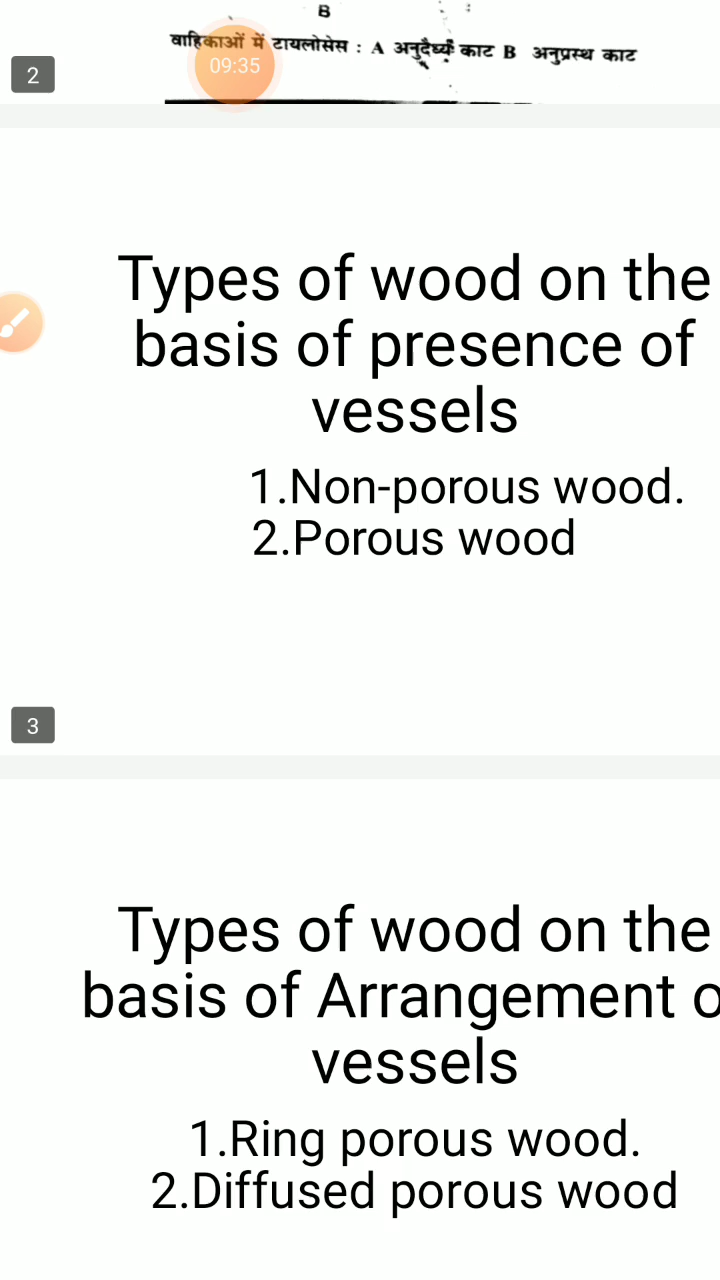 B
वाहिकाओं में टायलोसेस : A अनुदैर्घ्य काट B अनुप्रस्थ काट
09:35
2
Types of wood on the
basis of presence of
vessels
1.Non-porous wood.
2.Porous wood
3
Types of wood on the
basis of Arrangement o
vessels
1.Ring porous wood.
2.Diffused porous wood